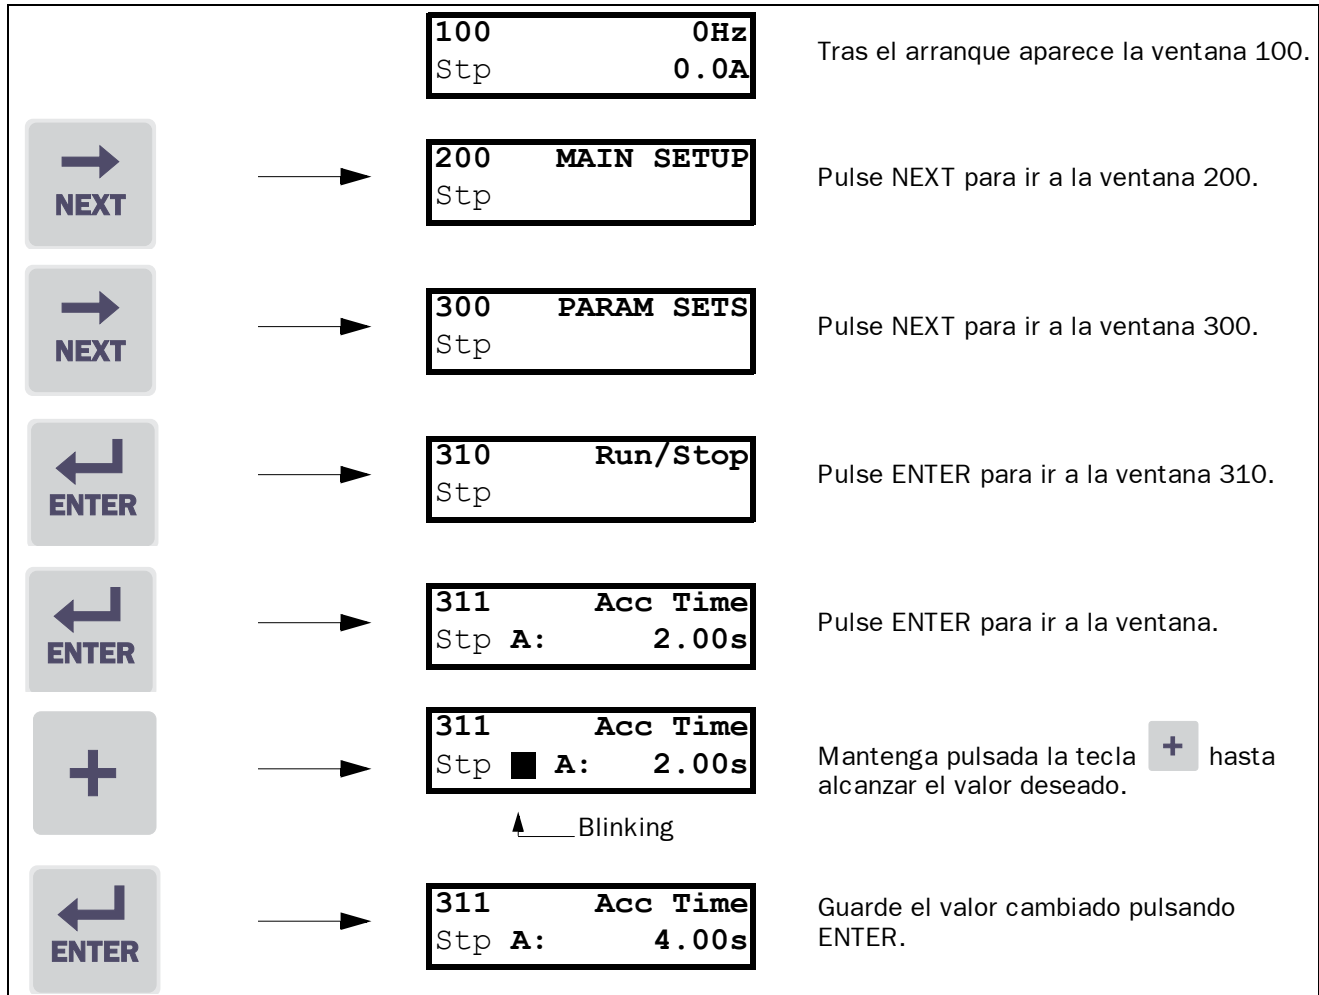 100 0Hz
Stp 0.0A
Tras el arranque aparece la ventana 100.
NEXT
200 MAIN SETUP
Stp
Pulse NEXT para ir a la ventana 200.
NEXT
300 PARAM SETS
Stp
Pulse NEXT para ir a la ventana 300.
ENTER
310 Run/Stop
Stp
Pulse ENTER para ir a la ventana 310.
ENTER
311 Acc Time
Stp A: 2.00s
Pulse ENTER para ir a la ventana.
+
311 Acc Time
Stp A: 2.00s
Blinking
Mantenga pulsada la tecla + hasta
alcanzar el valor deseado.
ENTER
311 Acc Time
Stp A: 4.00s
Guarde el valor cambiado pulsando
ENTER.